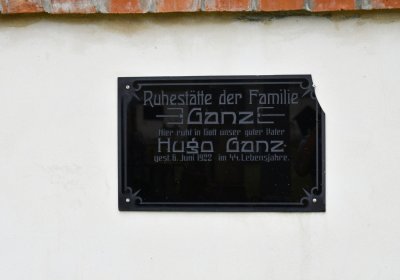 Ruhestätte der Familie
Ganz
Hier ruht in Gott unser guter Vater
Hugo Ganz
gest. 6. Juni 1922 im 44. Lebensjahre.